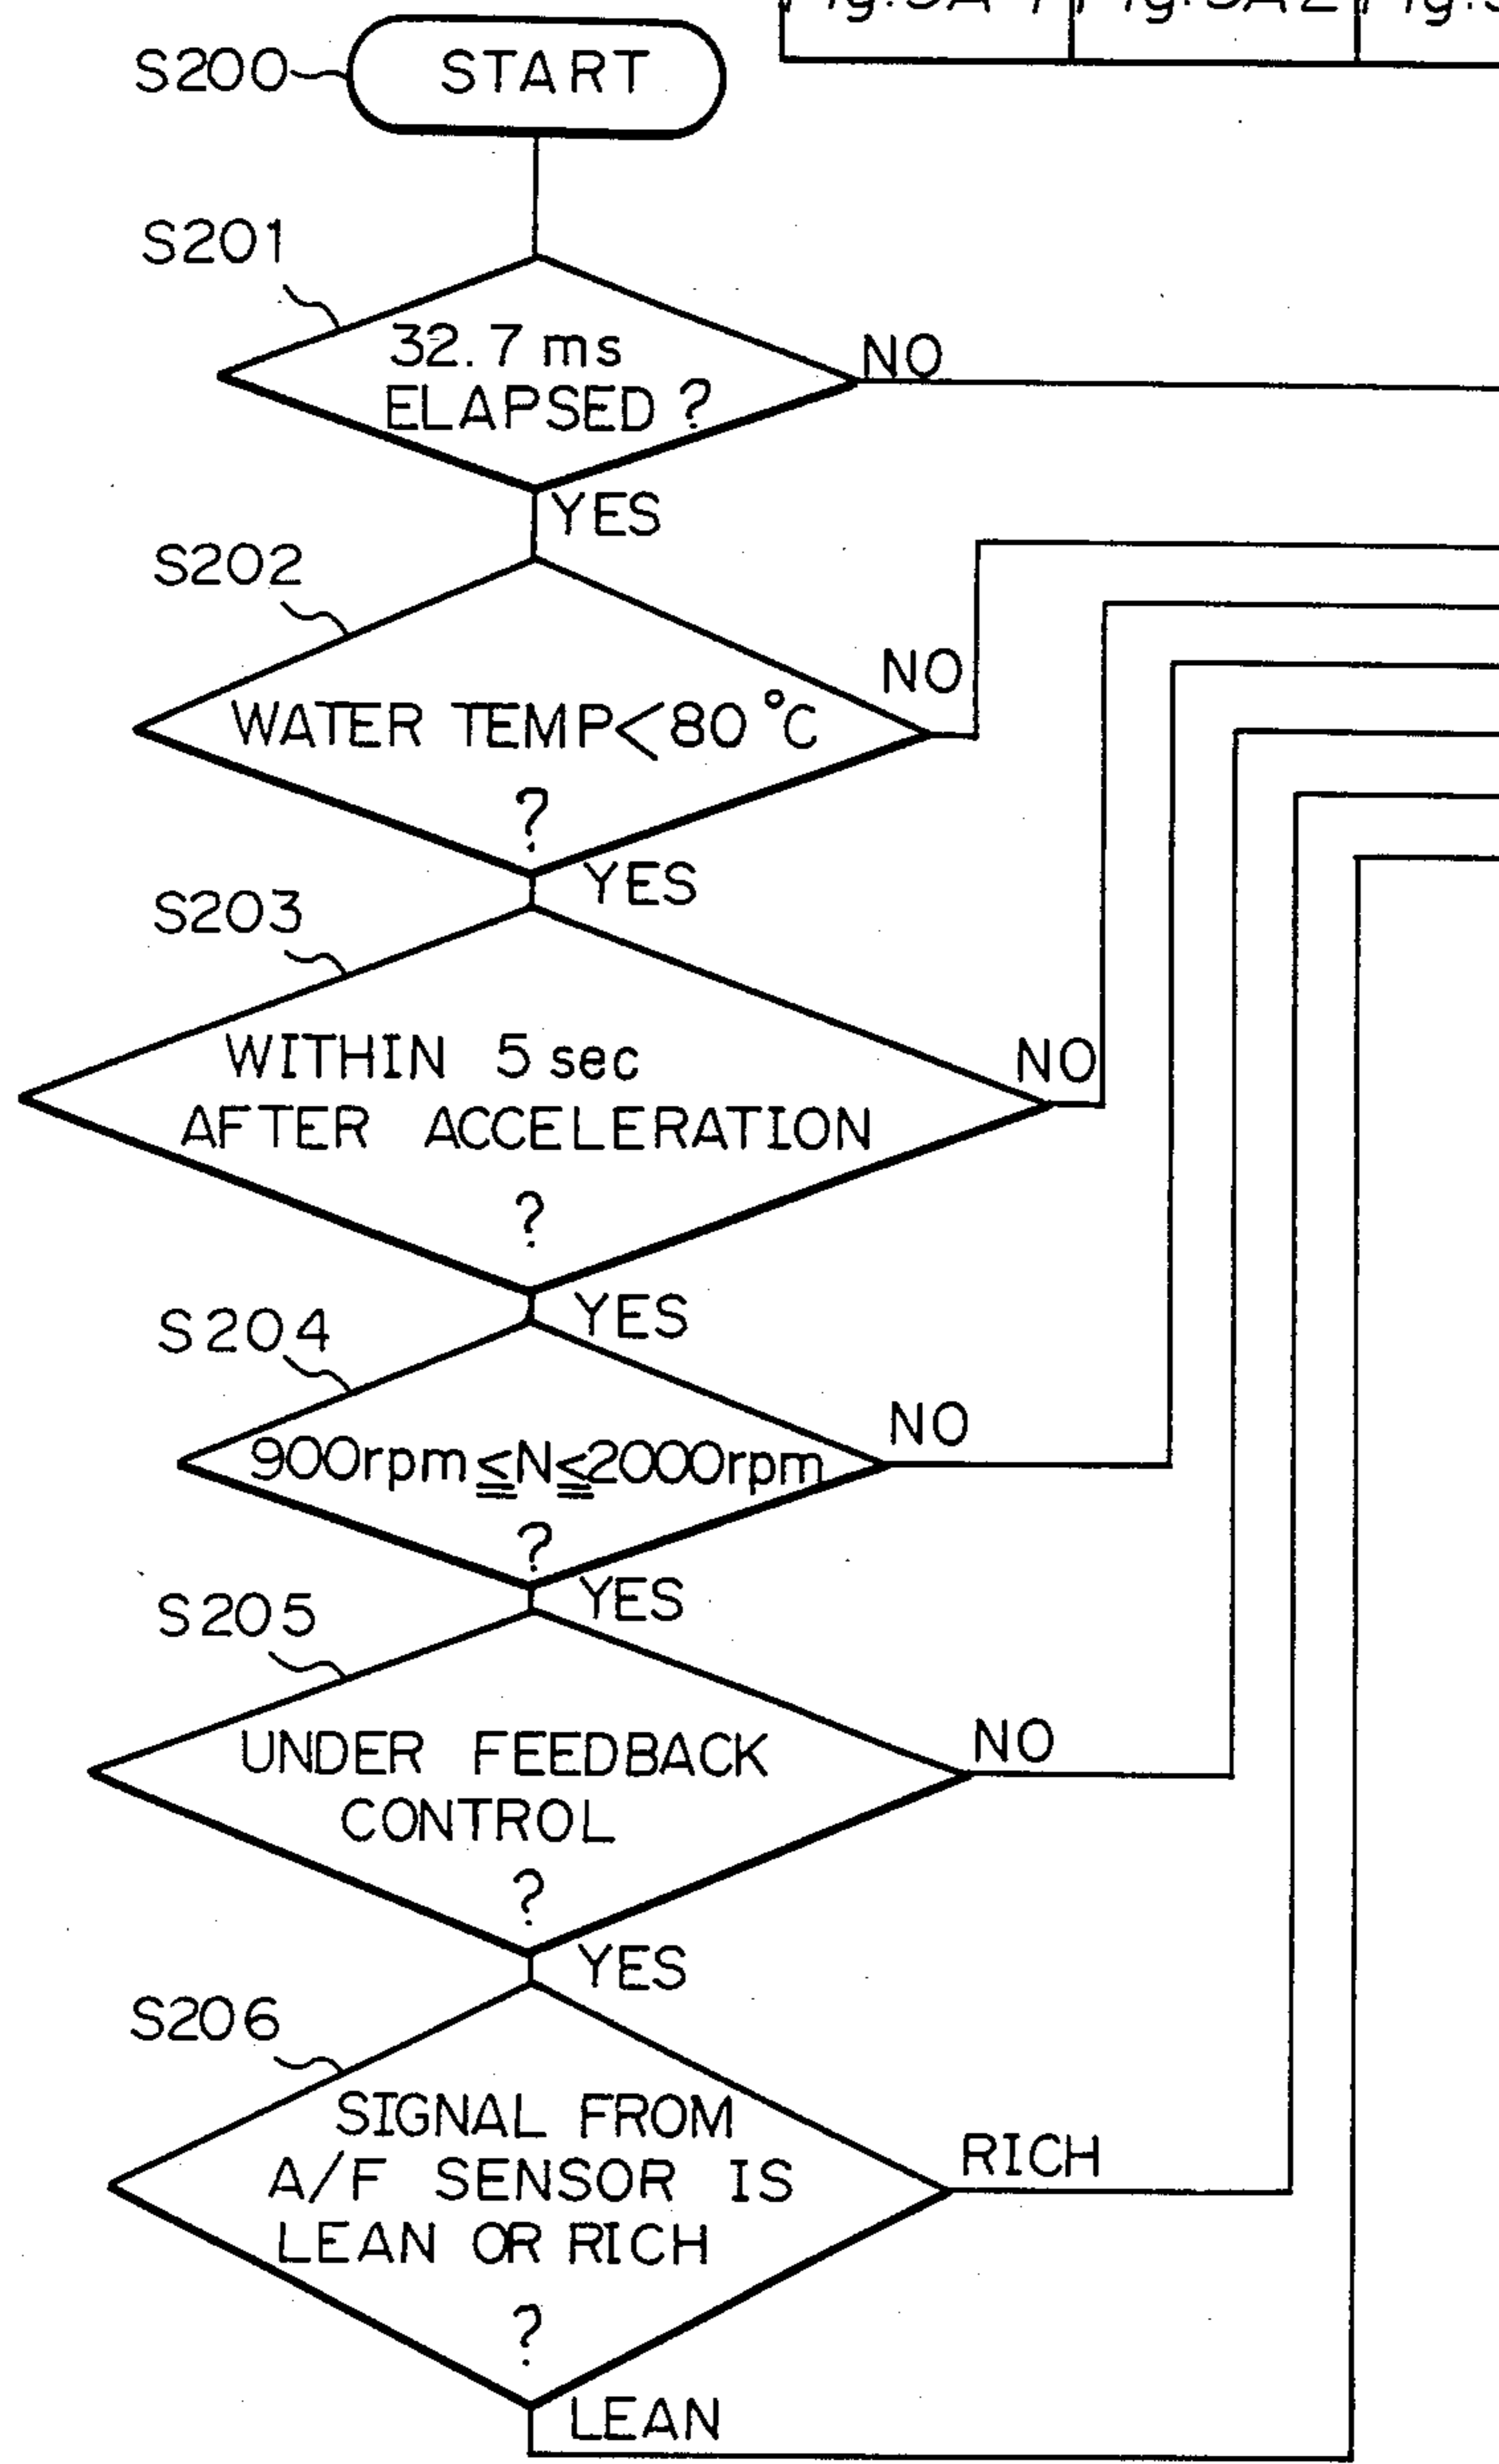 S200
START
S201
32.7 ms
ELAPSED ?
NO
YES
S202
WATER TEMP<80 °C
?
NO
YES
S203
WITHIN 5 sec
AFTER ACCELERATION
?
NO
YES
S204
900rpm ≦ N ≦ 2000rpm
?
NO
YES
S205
UNDER FEEDBACK
CONTROL
?
NO
YES
S206
SIGNAL FROM
A/F SENSOR IS
LEAN OR RICH
?
RICH
LEAN